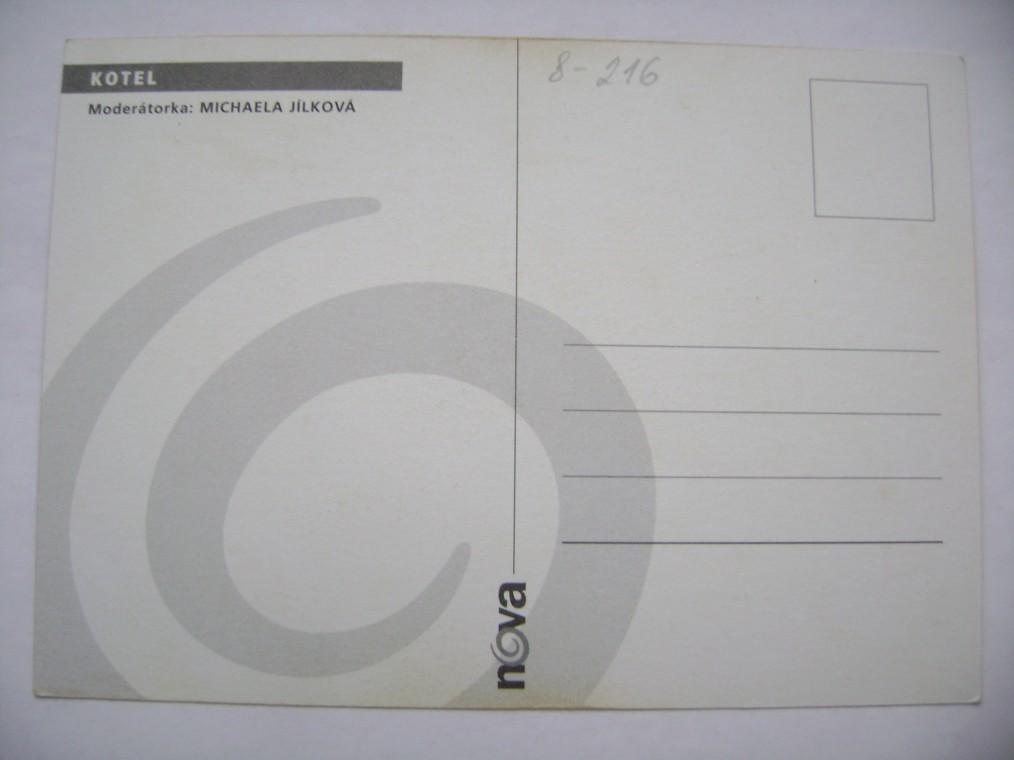 KOTEL
Moderátorka: MICHAELA JÍLKOVÁ
8-216
nova